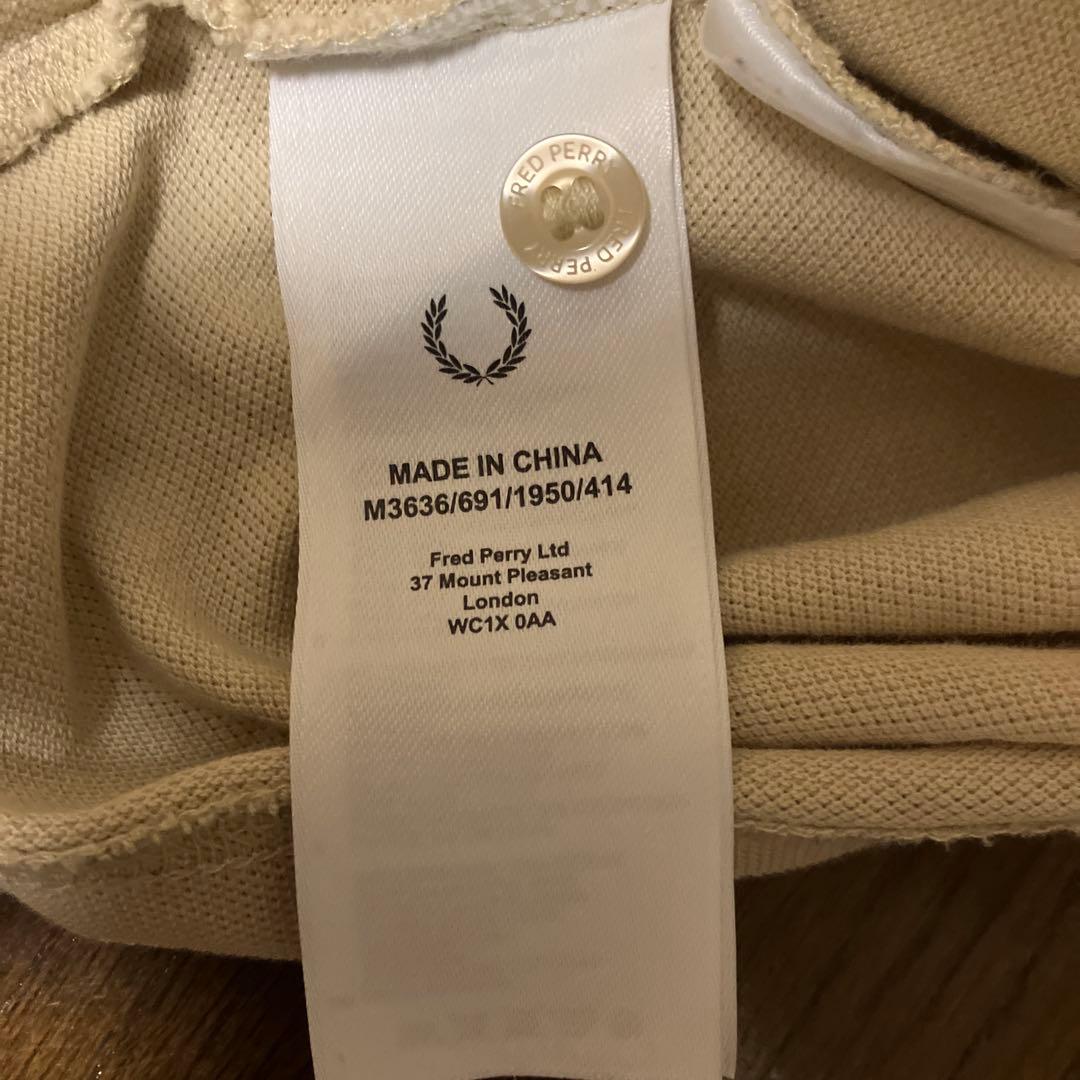 FRED PERRY
FRED PERRY
MADE IN CHINA
M3636/691/1950/414
Fred Perry Ltd
37 Mount Pleasant
London
WC1X 0AA